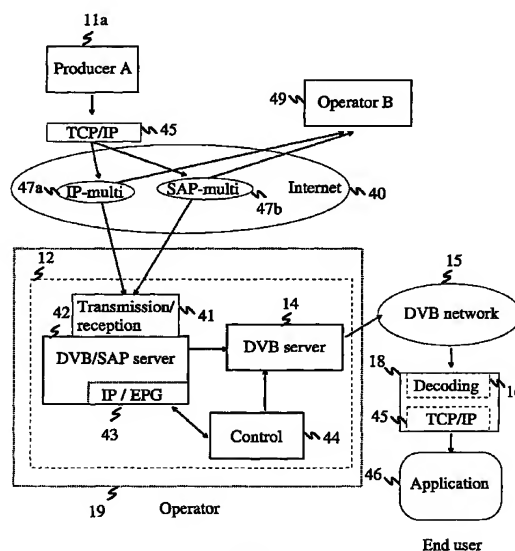 11a
Producer A
49
Operator B
TCP/IP
45
47a
IP-multi
SAP-multi
47b
Internet
40
12
15
42
Transmission/
reception
41
14
DVB network
DVB/SAP server
DVB server
18
Decoding
IP / EPG
45
TCP/IP
43
Control
44
46
Application
19
Operator
End user